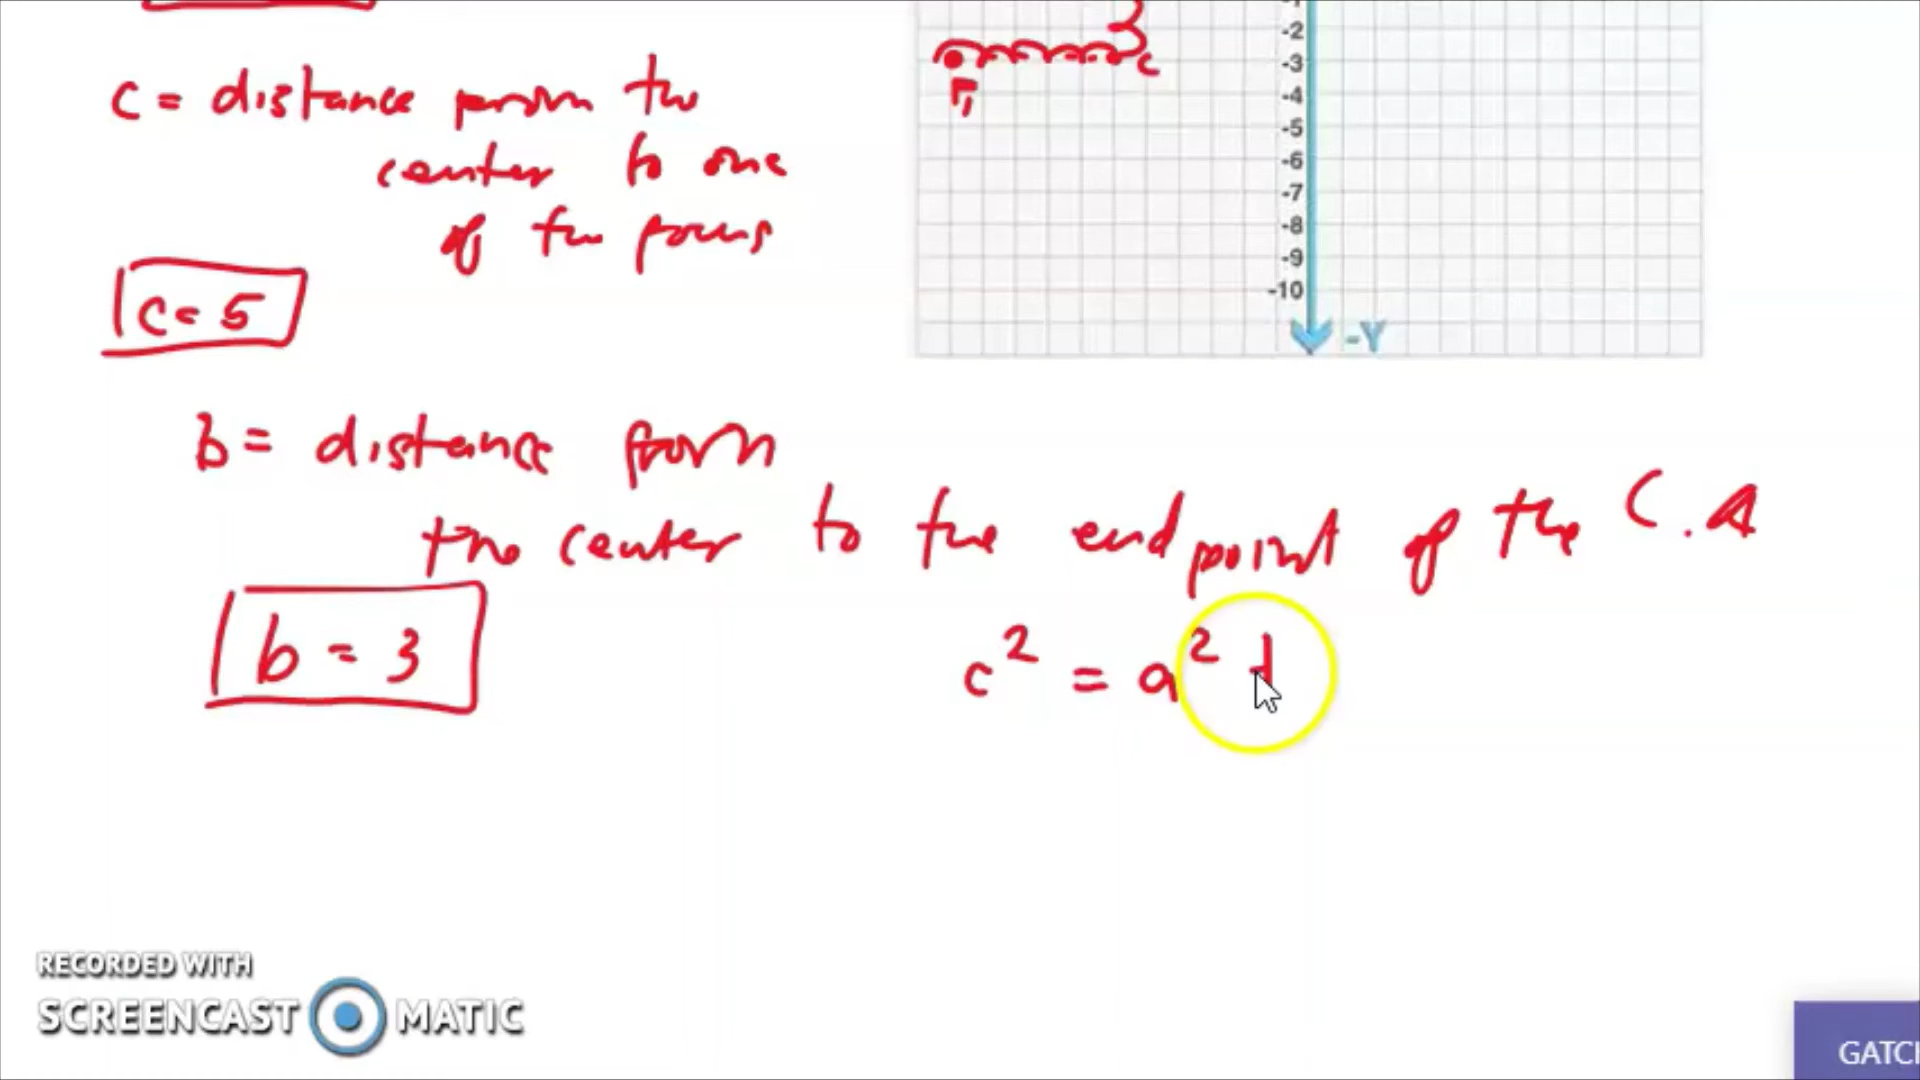 c = distance from the
center to one
of the focus
c = 5
F1
c
-2
-3
-4
-5
-6
-7
-8
-9
-10
-Y
b = distance from
the center to the endpoint of the C.A
b = 3
c² = a² +
RECORDED WITH
SCREENCAST MATIC
GATCH